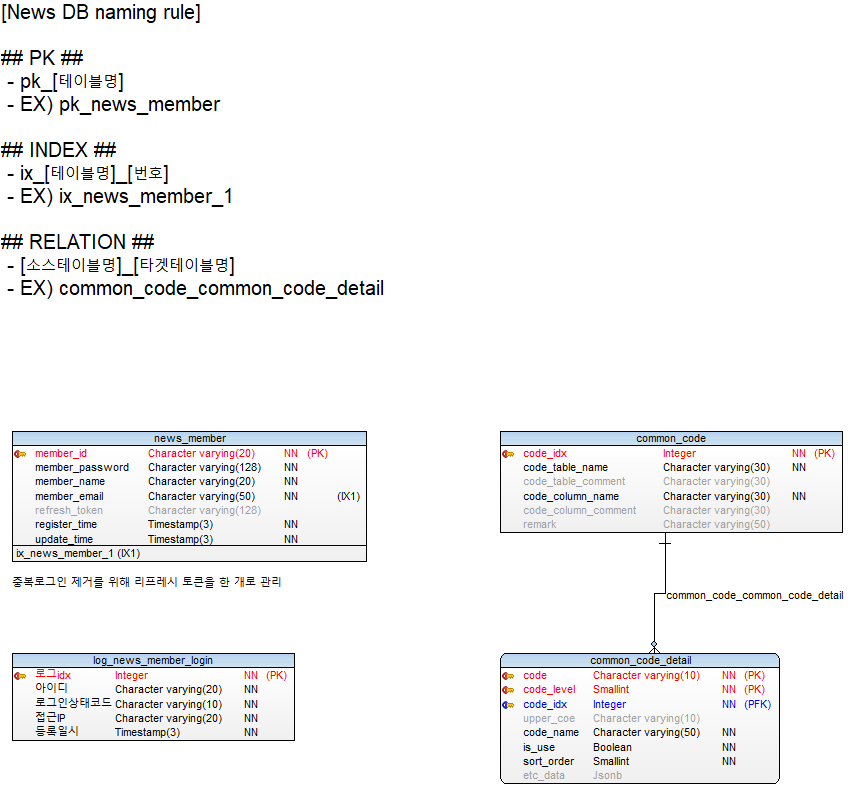 [News DB naming rule]
## PK ##
- pk_[테이블명]
- EX) pk_news_member
## INDEX ##
- ix_[테이블명]_[번호]
- EX) ix_news_member_1
## RELATION ##
- [소스테이블명]_[타겟테이블명]
- EX) common_code_common_code_detail
news_member
member_id Character varying(20) NN (PK)
member_password Character varying(128) NN
member_name Character varying(20) NN
member_email Character varying(50) NN (IX1)
refresh_token Character varying(128)
register_time Timestamp(3) NN
update_time Timestamp(3) NN
ix_news_member_1 (IX1)
중복로그인 제거를 위해 리프레시 토큰을 한 개로 관리
common_code
code_idx Integer NN (PK)
code_table_name Character varying(30) NN
code_table_comment Character varying(30)
code_column_name Character varying(30) NN
code_column_comment Character varying(30)
remark Character varying(50)
common_code_common_code_detail
log_news_member_login
로그idx Integer NN (PK)
아이디 Character varying(20) NN
로그인상태코드 Character varying(10) NN
접근IP Character varying(20) NN
등록일시 Timestamp(3) NN
common_code_detail
code Character varying(10) NN (PK)
code_level Smallint NN (PK)
code_idx Integer NN (PFK)
upper_coe Character varying(10)
code_name Character varying(50) NN
is_use Boolean NN
sort_order Smallint NN
etc_data Jsonb